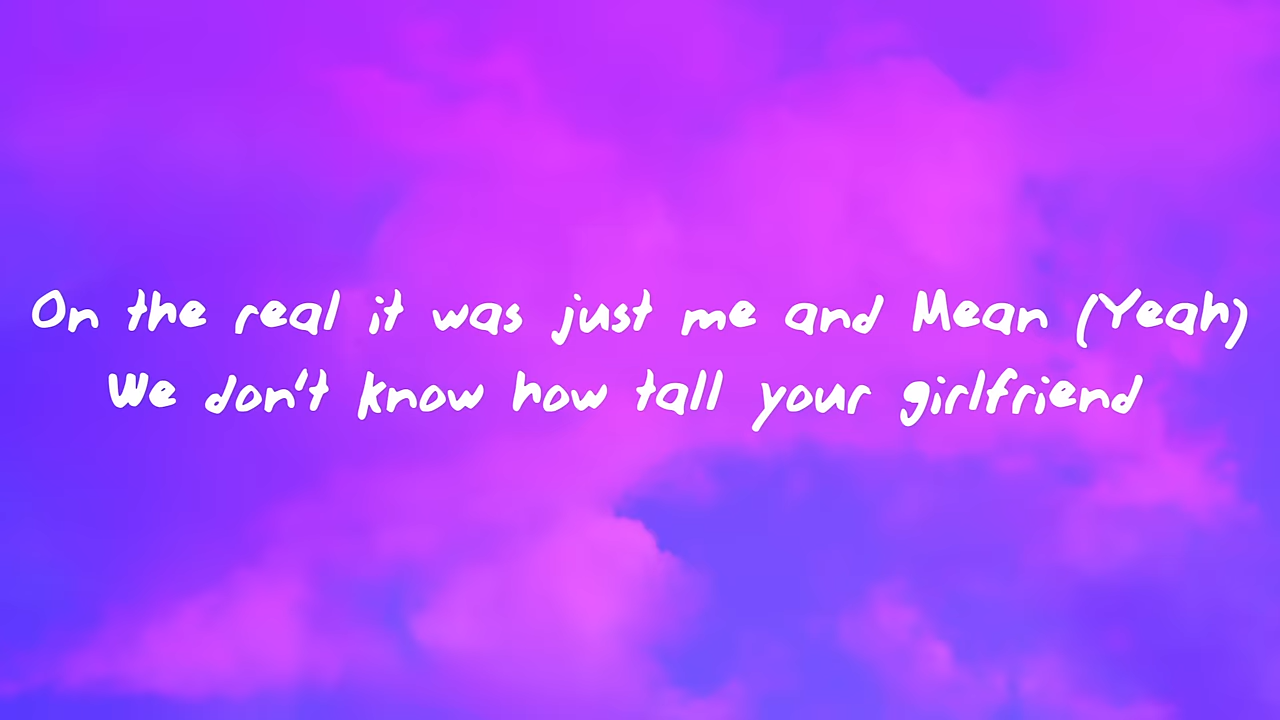 On the real it was just me and Mean (Yeah)
We don't know how tall your girlfriend